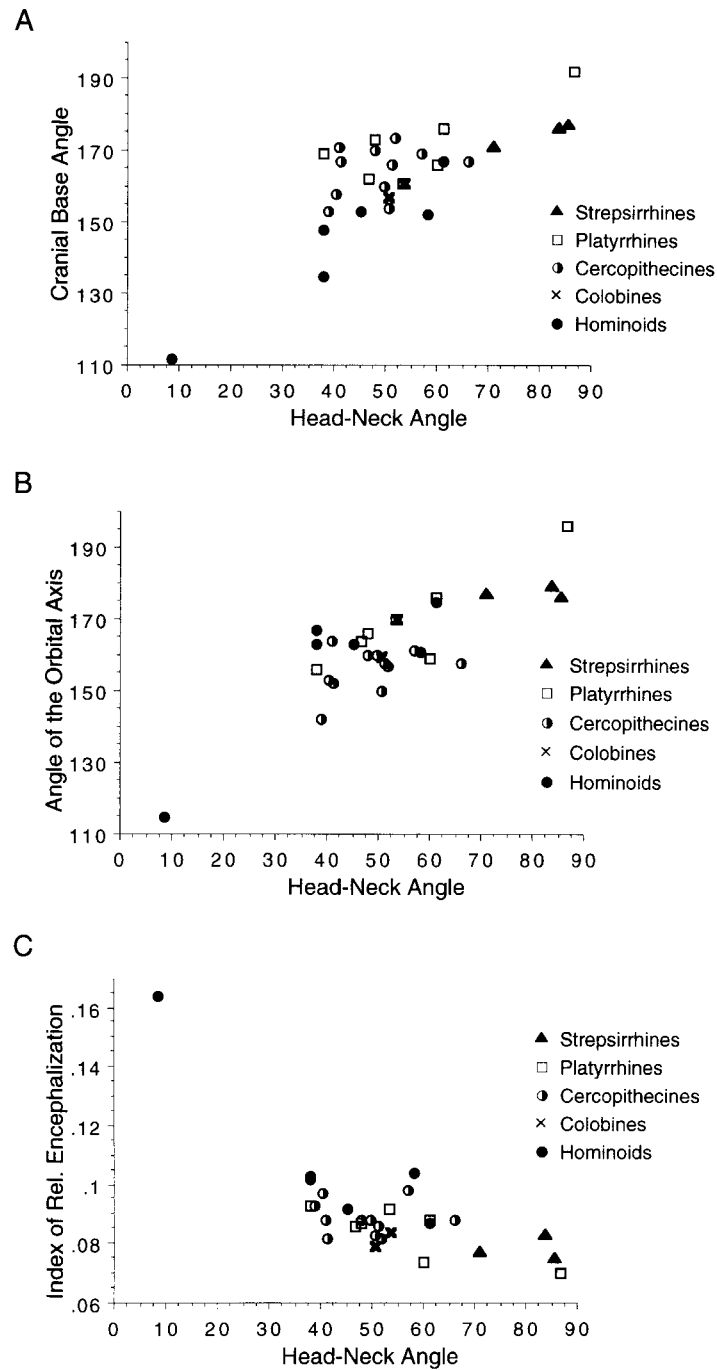 A
Cranial Base Angle
190
170
150
130
110
0 10 20 30 40 50 60 70 80 90
Head-Neck Angle
Strepsirrhines
Platyrrhines
Cercopithecines
Colobines
Hominoids
B
Angle of the Orbital Axis
190
170
150
130
110
0 10 20 30 40 50 60 70 80 90
Head-Neck Angle
Strepsirrhines
Platyrrhines
Cercopithecines
Colobines
Hominoids
C
Index of Rel. Encephalization
.16
.14
.12
.1
.08
.06
0 10 20 30 40 50 60 70 80 90
Head-Neck Angle
Strepsirrhines
Platyrrhines
Cercopithecines
Colobines
Hominoids